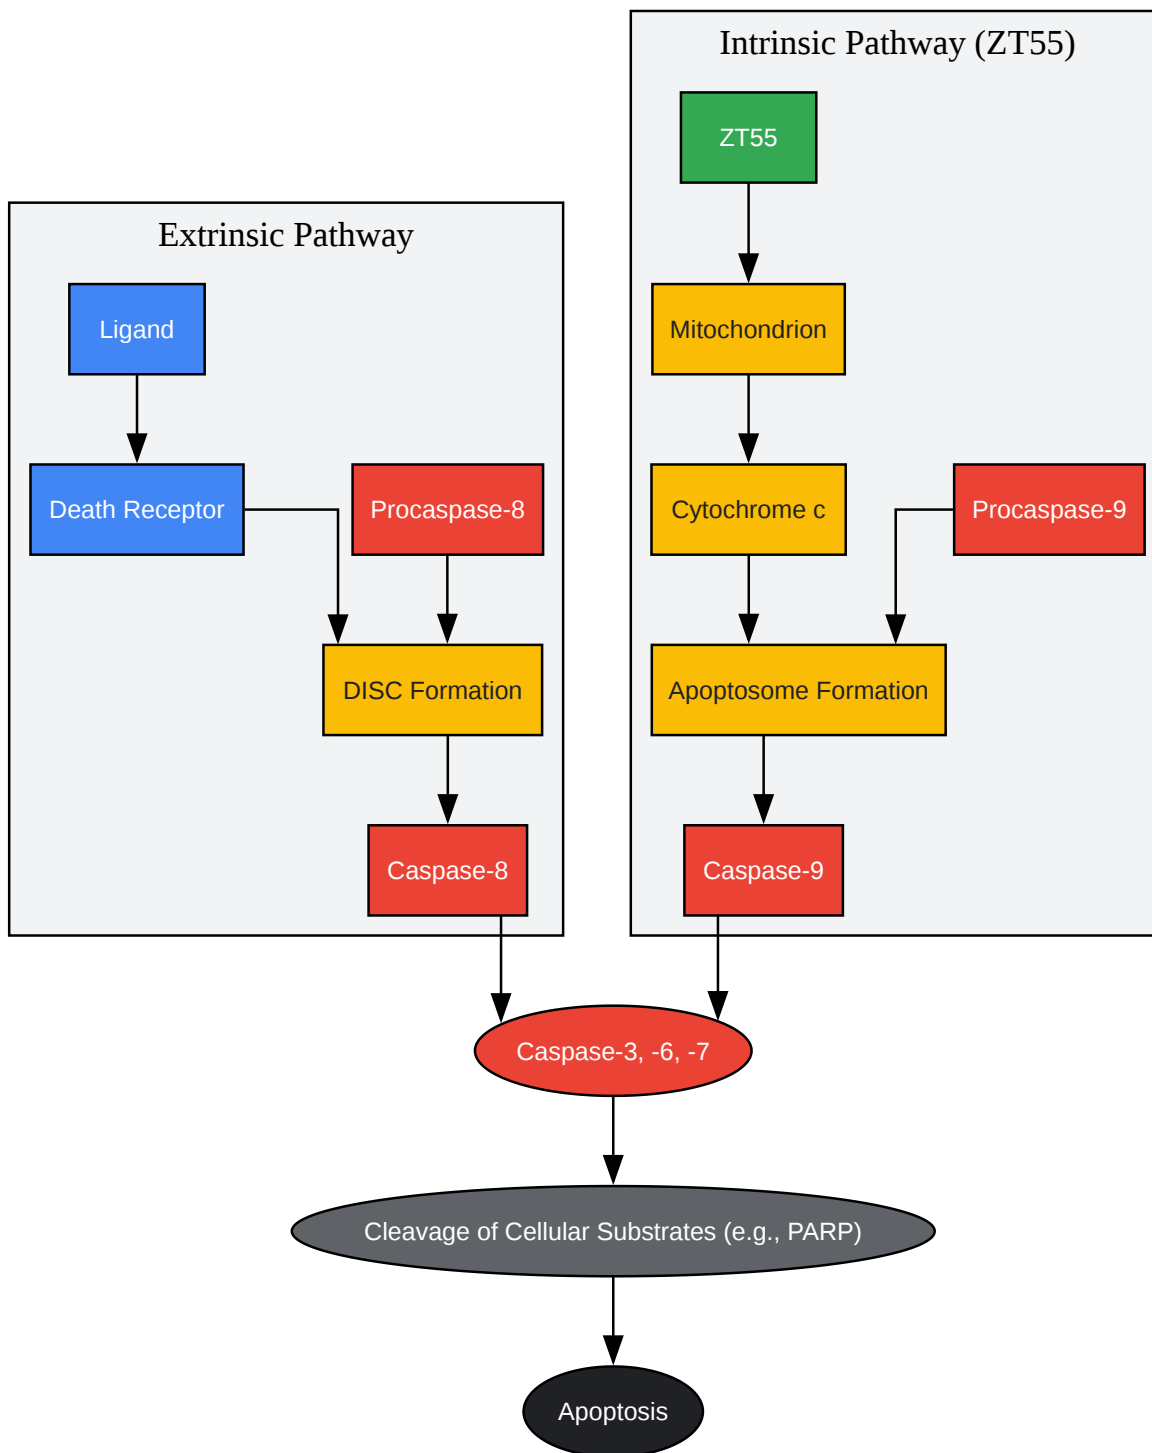 Intrinsic Pathway (ZT55)
ZT55
Extrinsic Pathway
Ligand
Mitochondrion
Death Receptor
Procaspase-8
Cytochrome c
Procaspase-9
DISC Formation
Apoptosome Formation
Caspase-8
Caspase-9
Caspase-3, -6, -7
Cleavage of Cellular Substrates (e.g., PARP)
Apoptosis